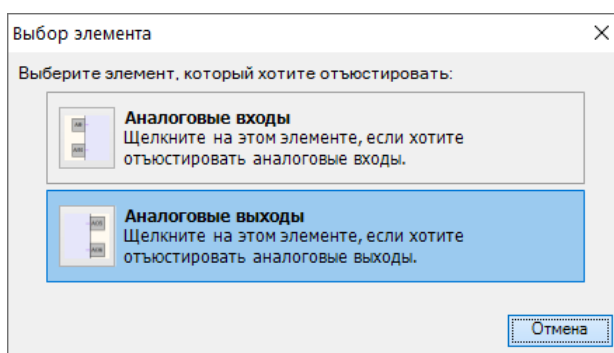 Выбор элемента
Выберите элемент, который хотите отъюстировать:
Аналоговые входы
Щелкните на этом элементе, если хотите
отъюстировать аналоговые входы.
Аналоговые выходы
Щелкните на этом элементе, если хотите
отъюстировать аналоговые выходы.
Отмена